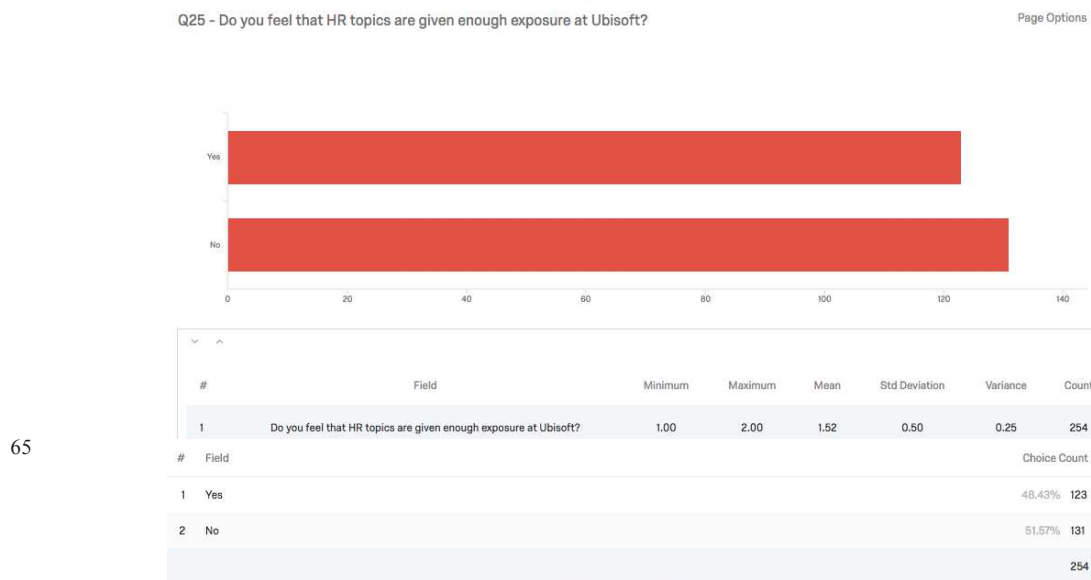 Q25 - Do you feel that HR topics are given enough exposure at Ubisoft? Page Options
Yes
No
0 20 40 60 80 100 120 140
# Field Minimum Maximum Mean Std Deviation Variance Count
1 Do you feel that HR topics are given enough exposure at Ubisoft? 1.00 2.00 1.52 0.50 0.25 254
65
# Field Choice Count
1 Yes 48.43% 123
2 No 51.57% 131
254